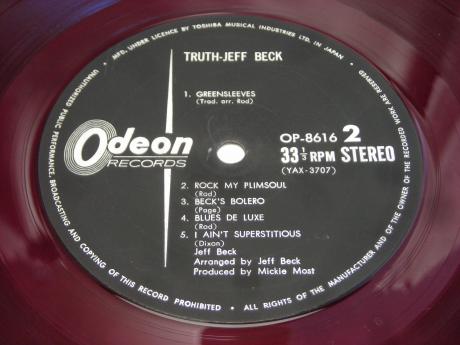 MFD. UNDER LICENCE BY TOSHIBA MUSICAL INDUSTRIES LTD. IN JAPAN • ALL RIGHTS OF THE MANUFACTURER AND OF THE OWNER OF THE RECORDED WORK ARE RESERVED
UNAUTHORIZED PUBLIC PERFORMANCE, BROADCASTING AND COPYING OF THIS RECORD PROHIBITED •
TRUTH-JEFF BECK
1. GREENSLEEVES
(Trad. arr. Rod)
Odeon
RECORDS
OP-8616 2
33 1/3 RPM STEREO
(YAX-3707)
2. ROCK MY PLIMSOUL
(Rod)
3. BECK'S BOLERO
(Page)
4. BLUES DE LUXE
(Rod)
5. I AIN'T SUPERSTITIOUS
(Dixon)
Jeff Beck
Arranged by Jeff Beck
Produced by Mickie Most